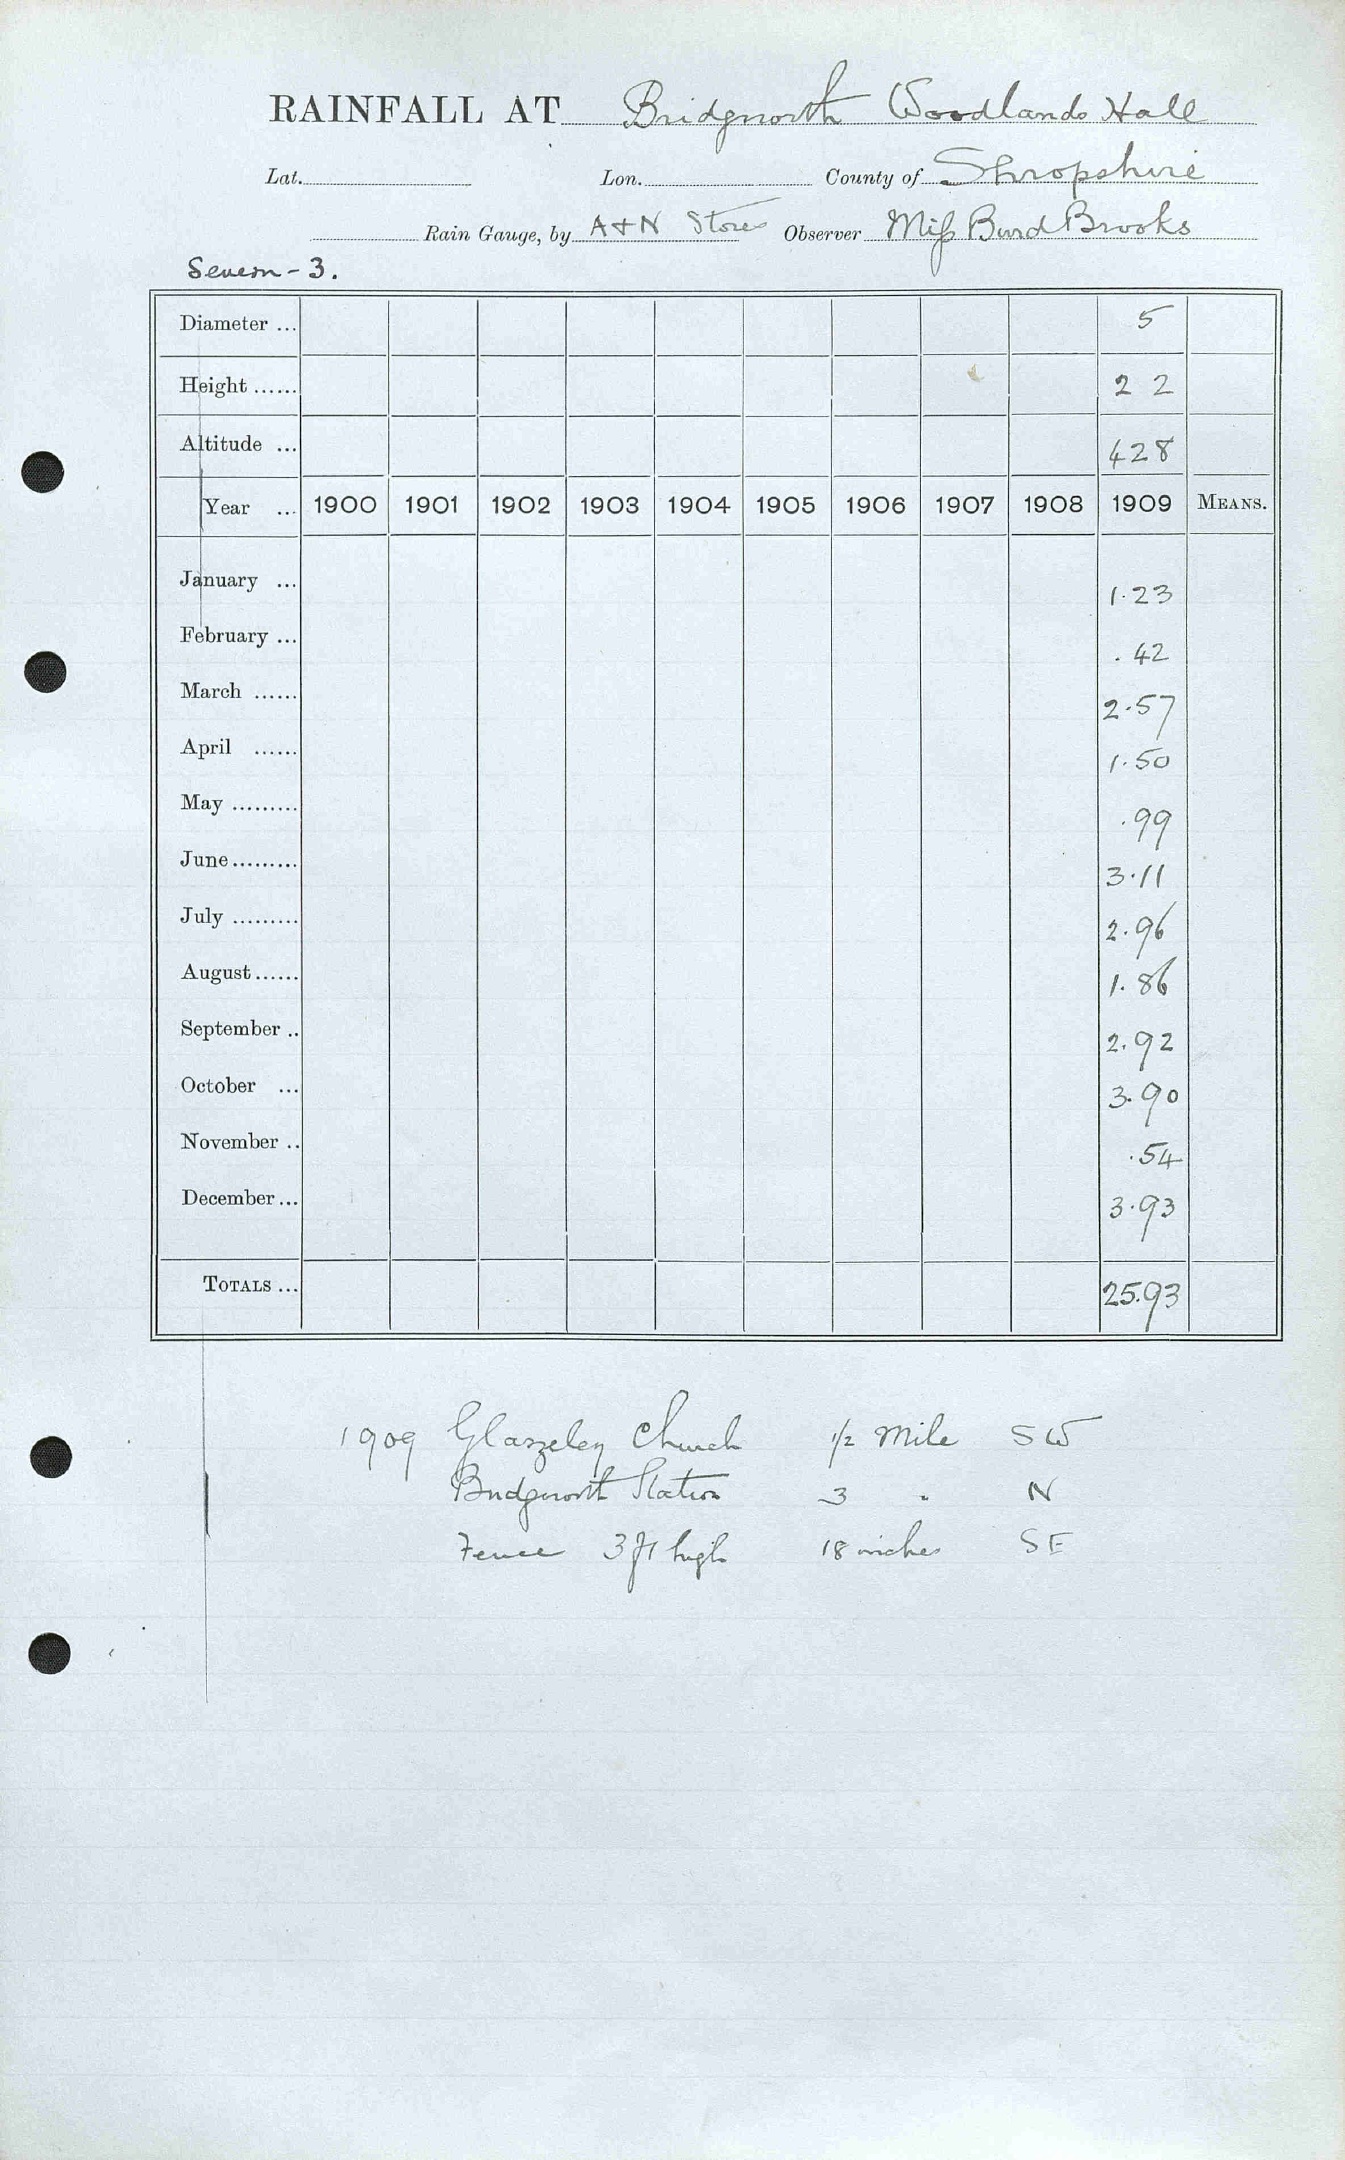 RAINFALL AT Bridgnorth Woodlands Hall
Lat. Lon. County of Shropshire
Rain Gauge, by A+N Stores Observer Miss Burd Brooks
Severn - 3.
Diameter ... 5
Height ...... 2 2
Altitude ... 428
Year ... 1900 1901 1902 1903 1904 1905 1906 1907 1908 1909 MEANS.
January ... 1.23
February ... .42
March ...... 2.57
April ...... 1.50
May ......... .99
June ......... 3.11
July ......... 2.96
August ...... 1.86
September .. 2.92
October ... 3.90
November .. .54
December ... 3.93
TOTALS ... 25.93
1909 Glazeley Church 1/2 mile SW
Bridgnorth Station 3 " N
Fence 3 ft high 18 inches SE